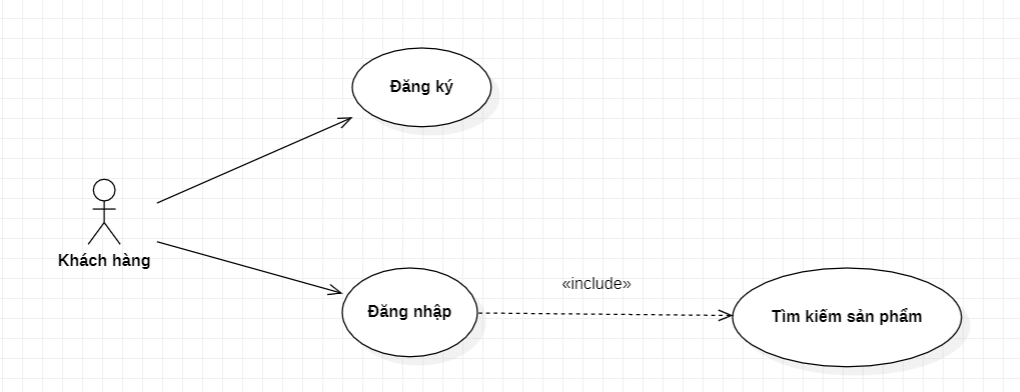 Đăng ký
Khách hàng
«include»
Đăng nhập
Tìm kiếm sản phẩm